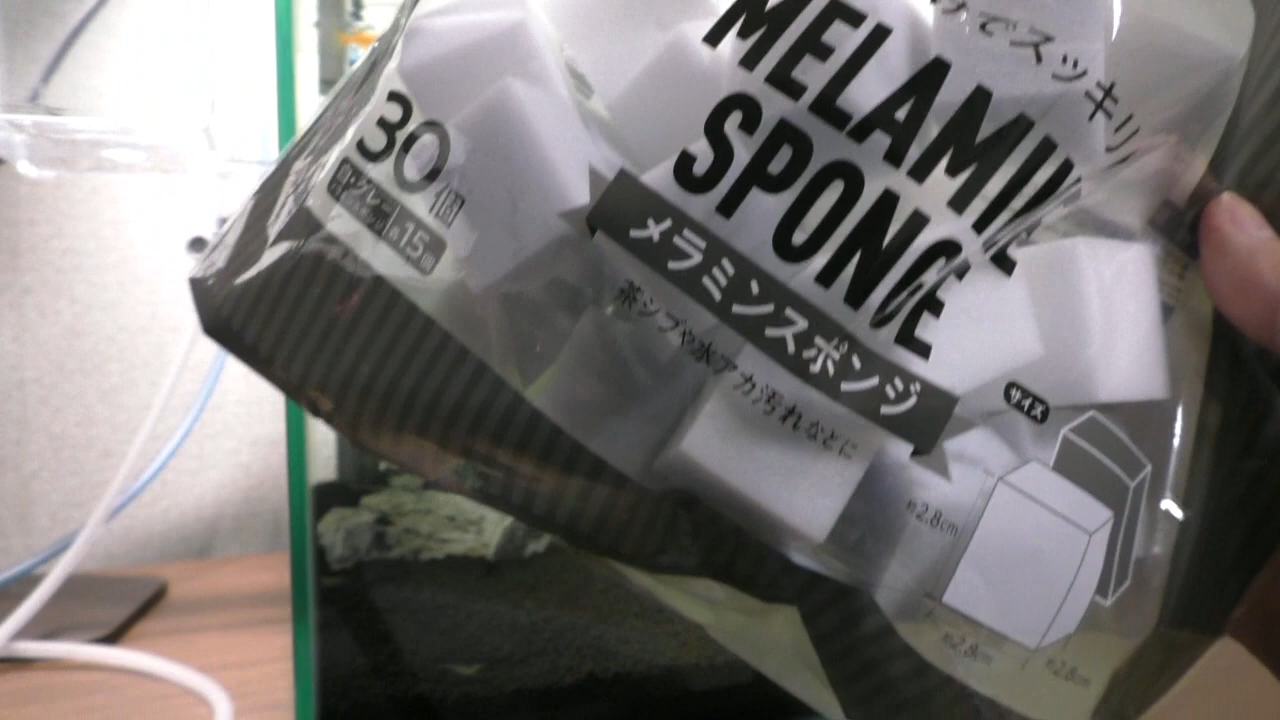 でスッキリ
MELAMINE
SPONGE
メラミンスポンジ
茶シブや水アカ汚れなどに
30個
約15個
サイズ
約2.8cm
約2.8cm
約2.8cm